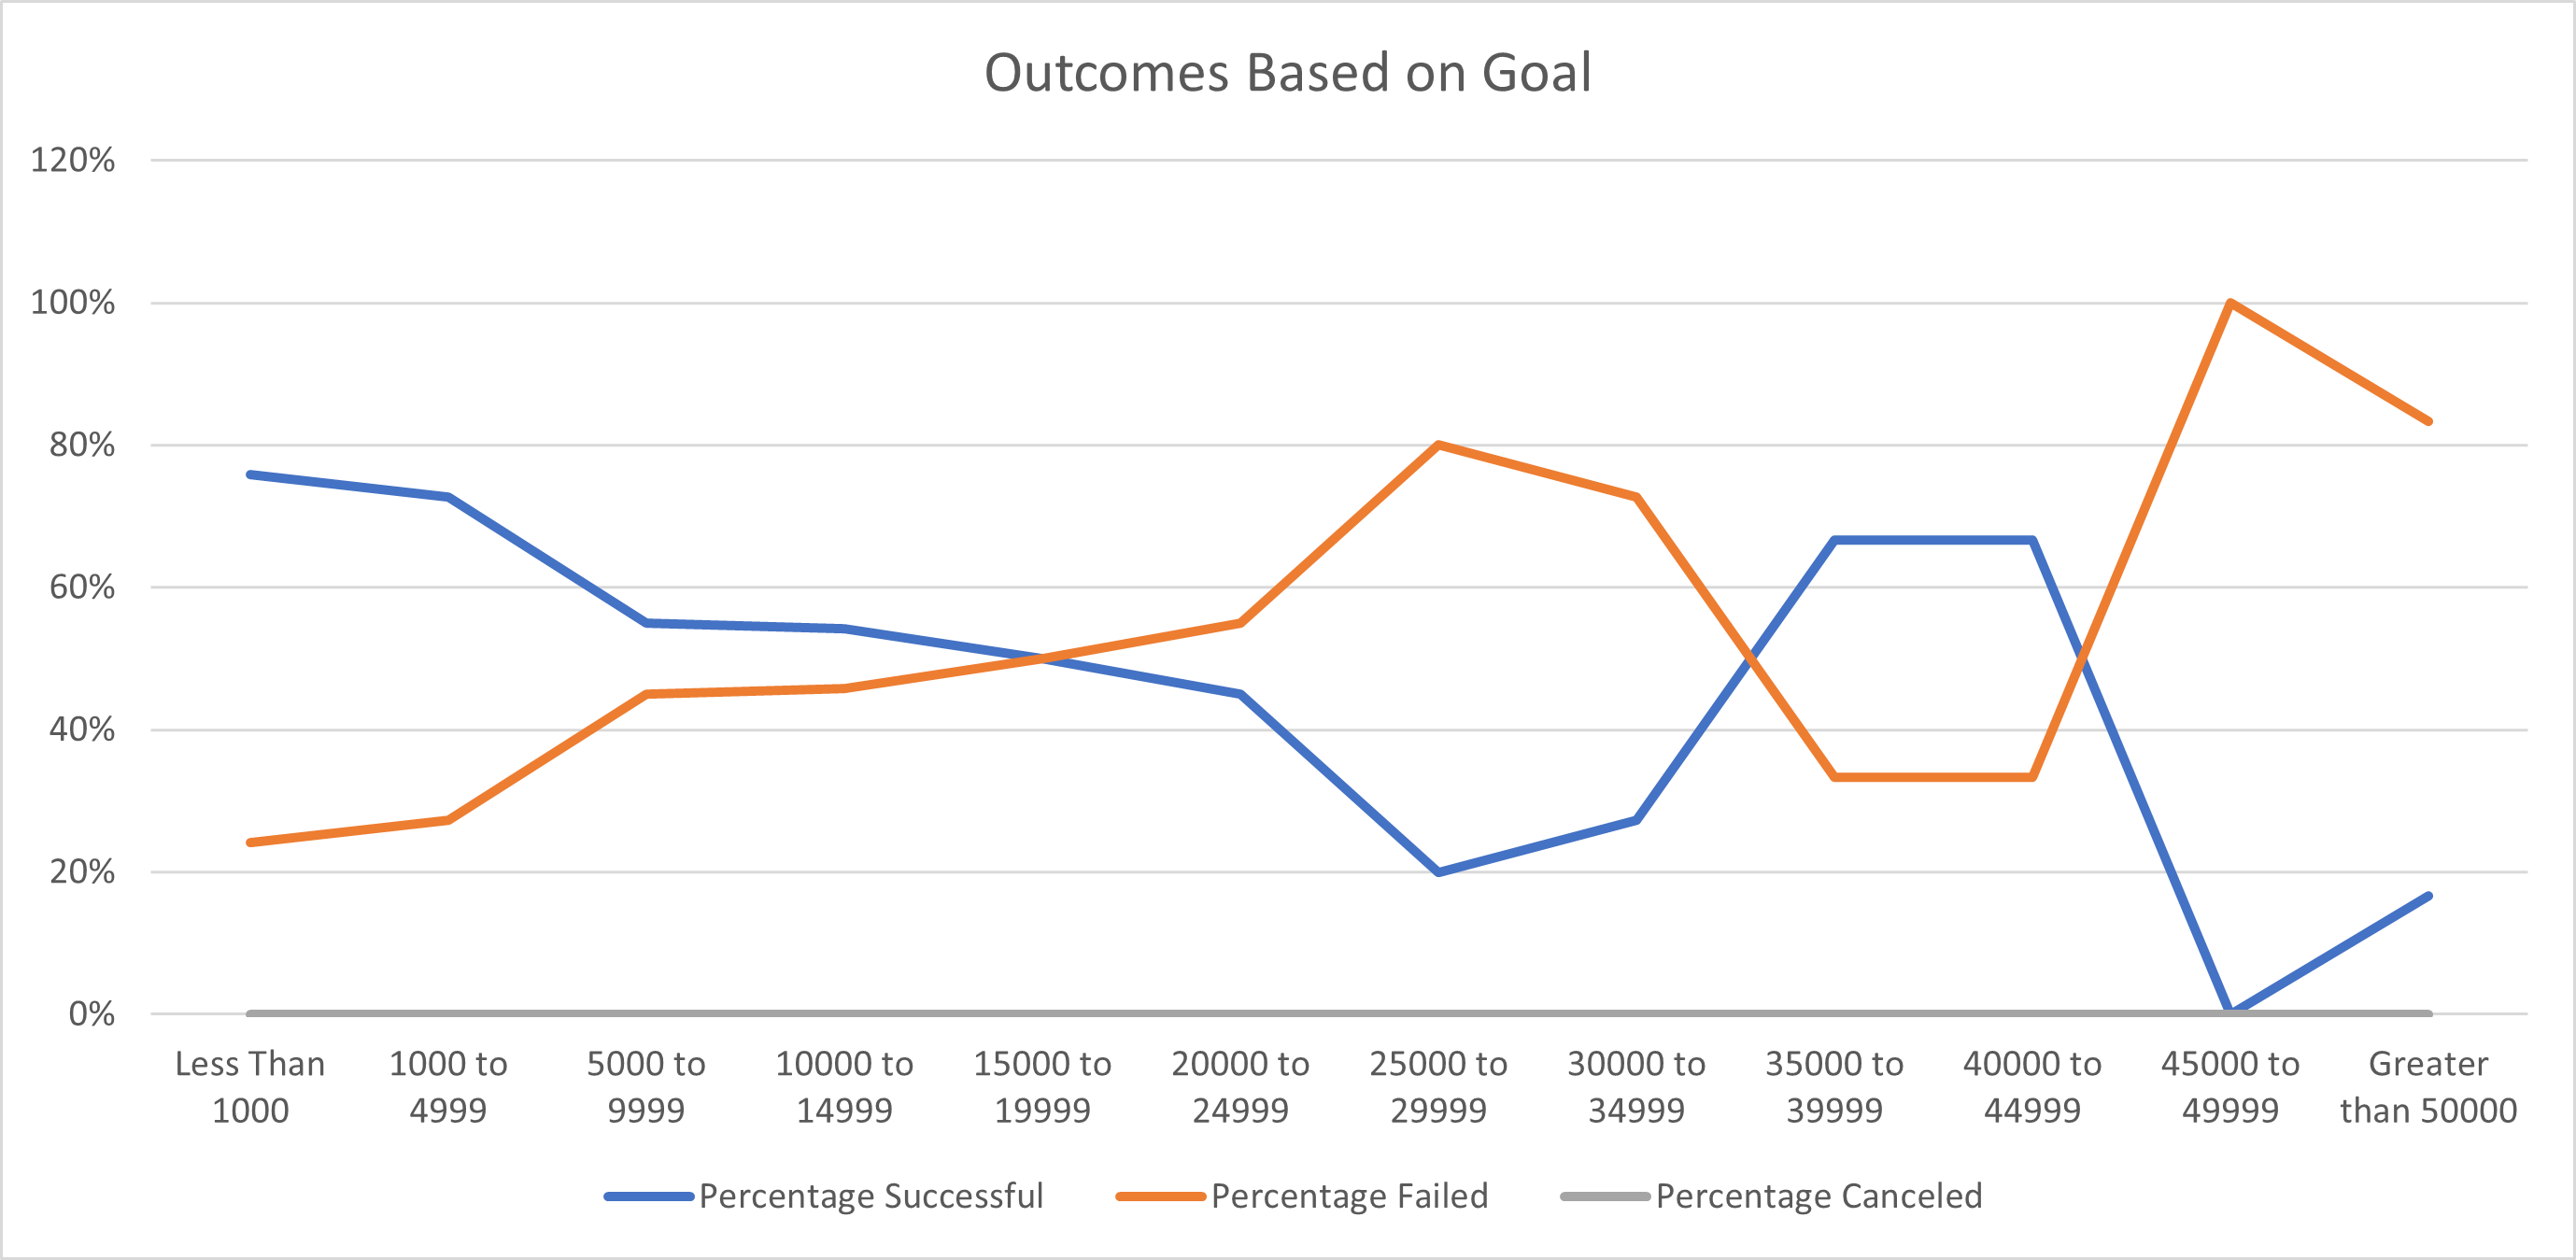 Outcomes Based on Goal
120%
100%
80%
60%
40%
20%
0%
Less Than 1000 to 5000 to 10000 to 15000 to 20000 to 25000 to 30000 to 35000 to 40000 to 45000 to Greater
1000 4999 9999 14999 19999 24999 29999 34999 39999 44999 49999 than 50000
Percentage Successful Percentage Failed Percentage Canceled